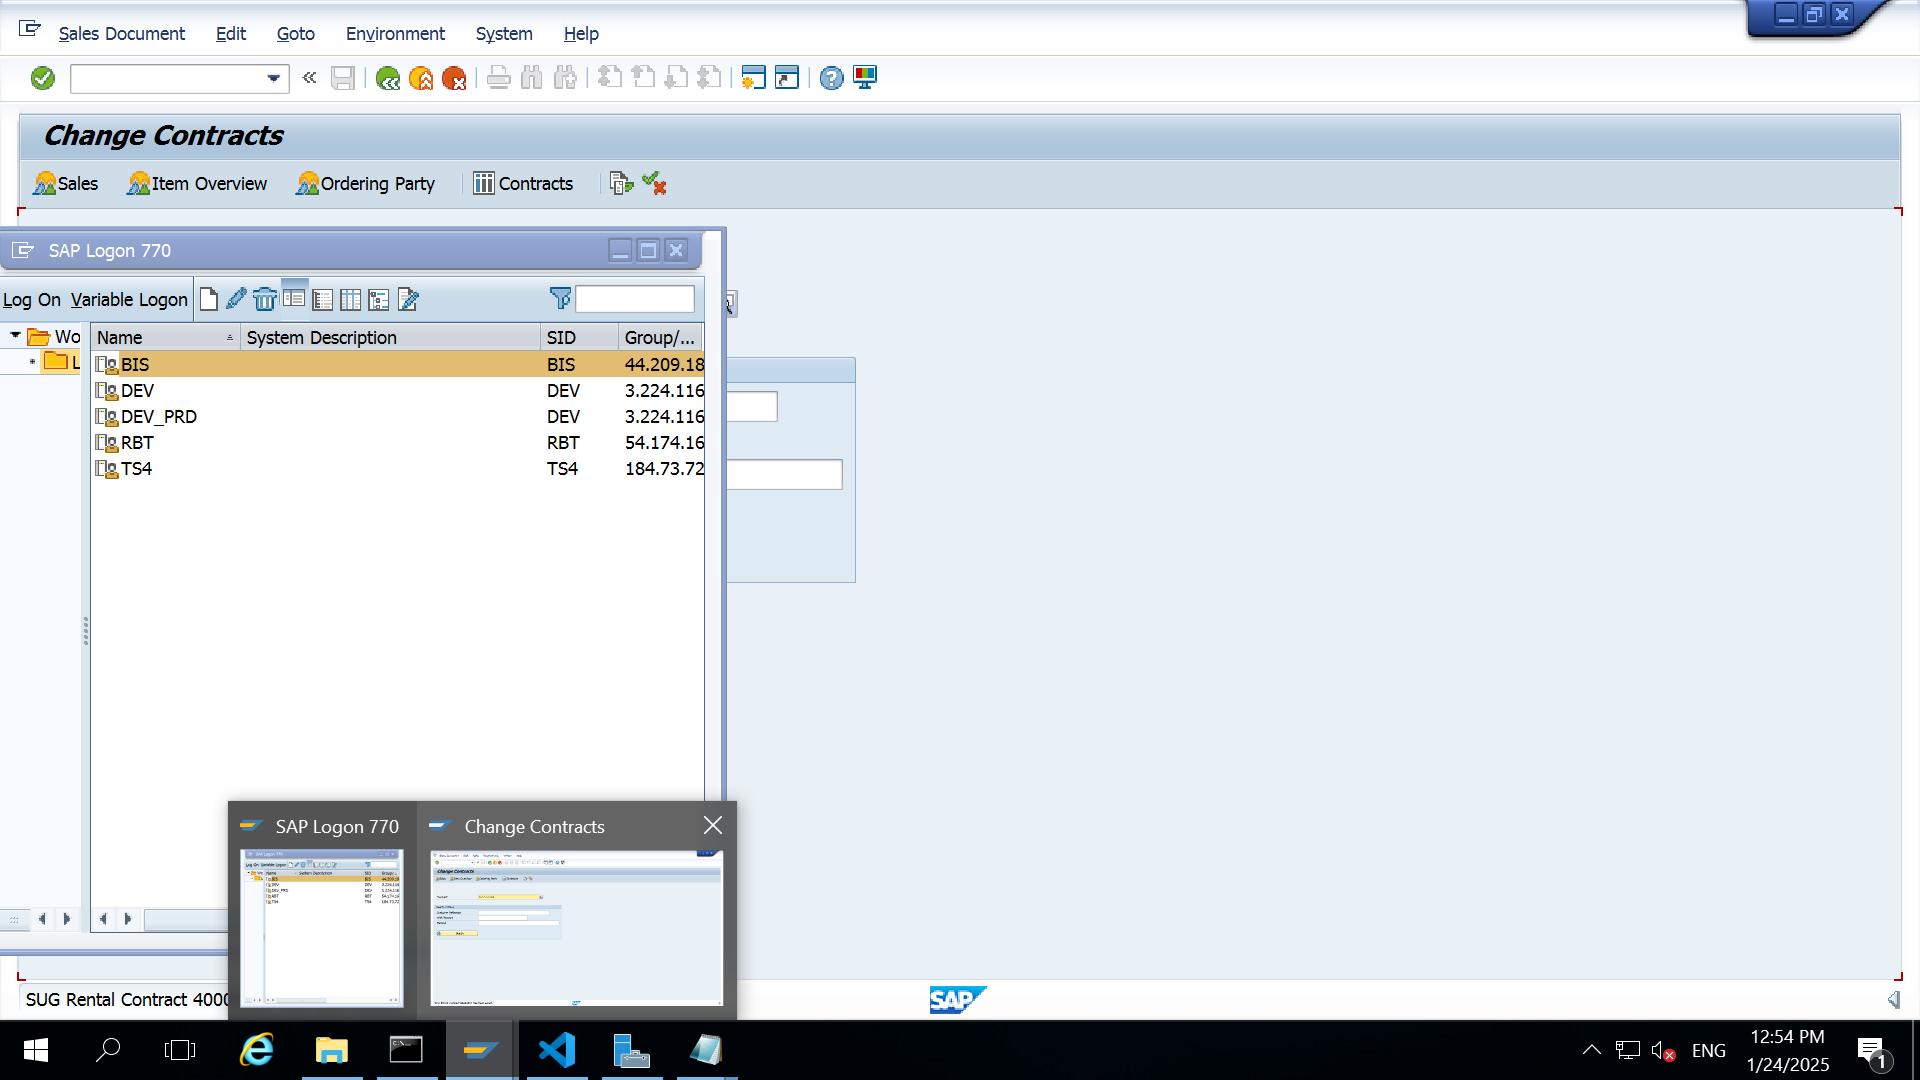 Sales Document Edit Goto Environment System Help
Change Contracts
Sales Item Overview Ordering Party Contracts
SAP Logon 770
Log On Variable Logon
Wo
L
Name System Description SID Group/...
BIS BIS 44.209.18
DEV DEV 3.224.116
DEV_PRD DEV 3.224.116
RBT RBT 54.174.16
TS4 TS4 184.73.72
SAP Logon 770 Change Contracts
SUG Rental Contract 4000
SAP
ENG
12:54 PM
1/24/2025
1